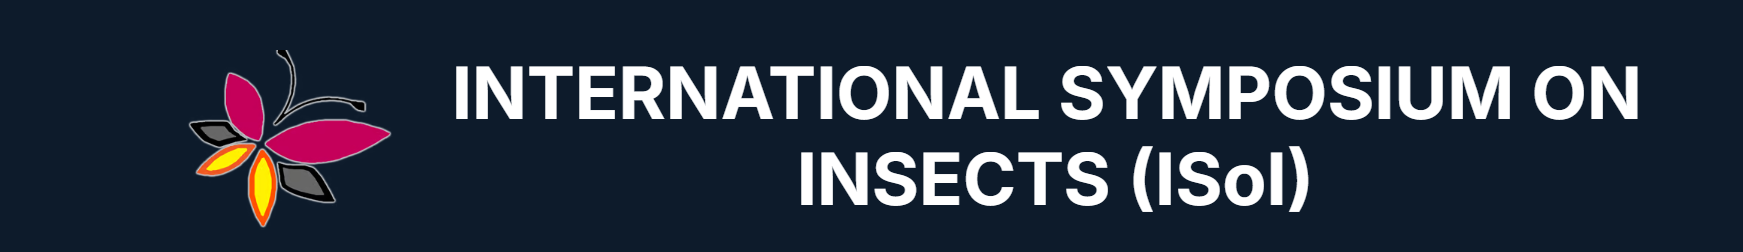 INTERNATIONAL SYMPOSIUM ON
INSECTS (ISoI)